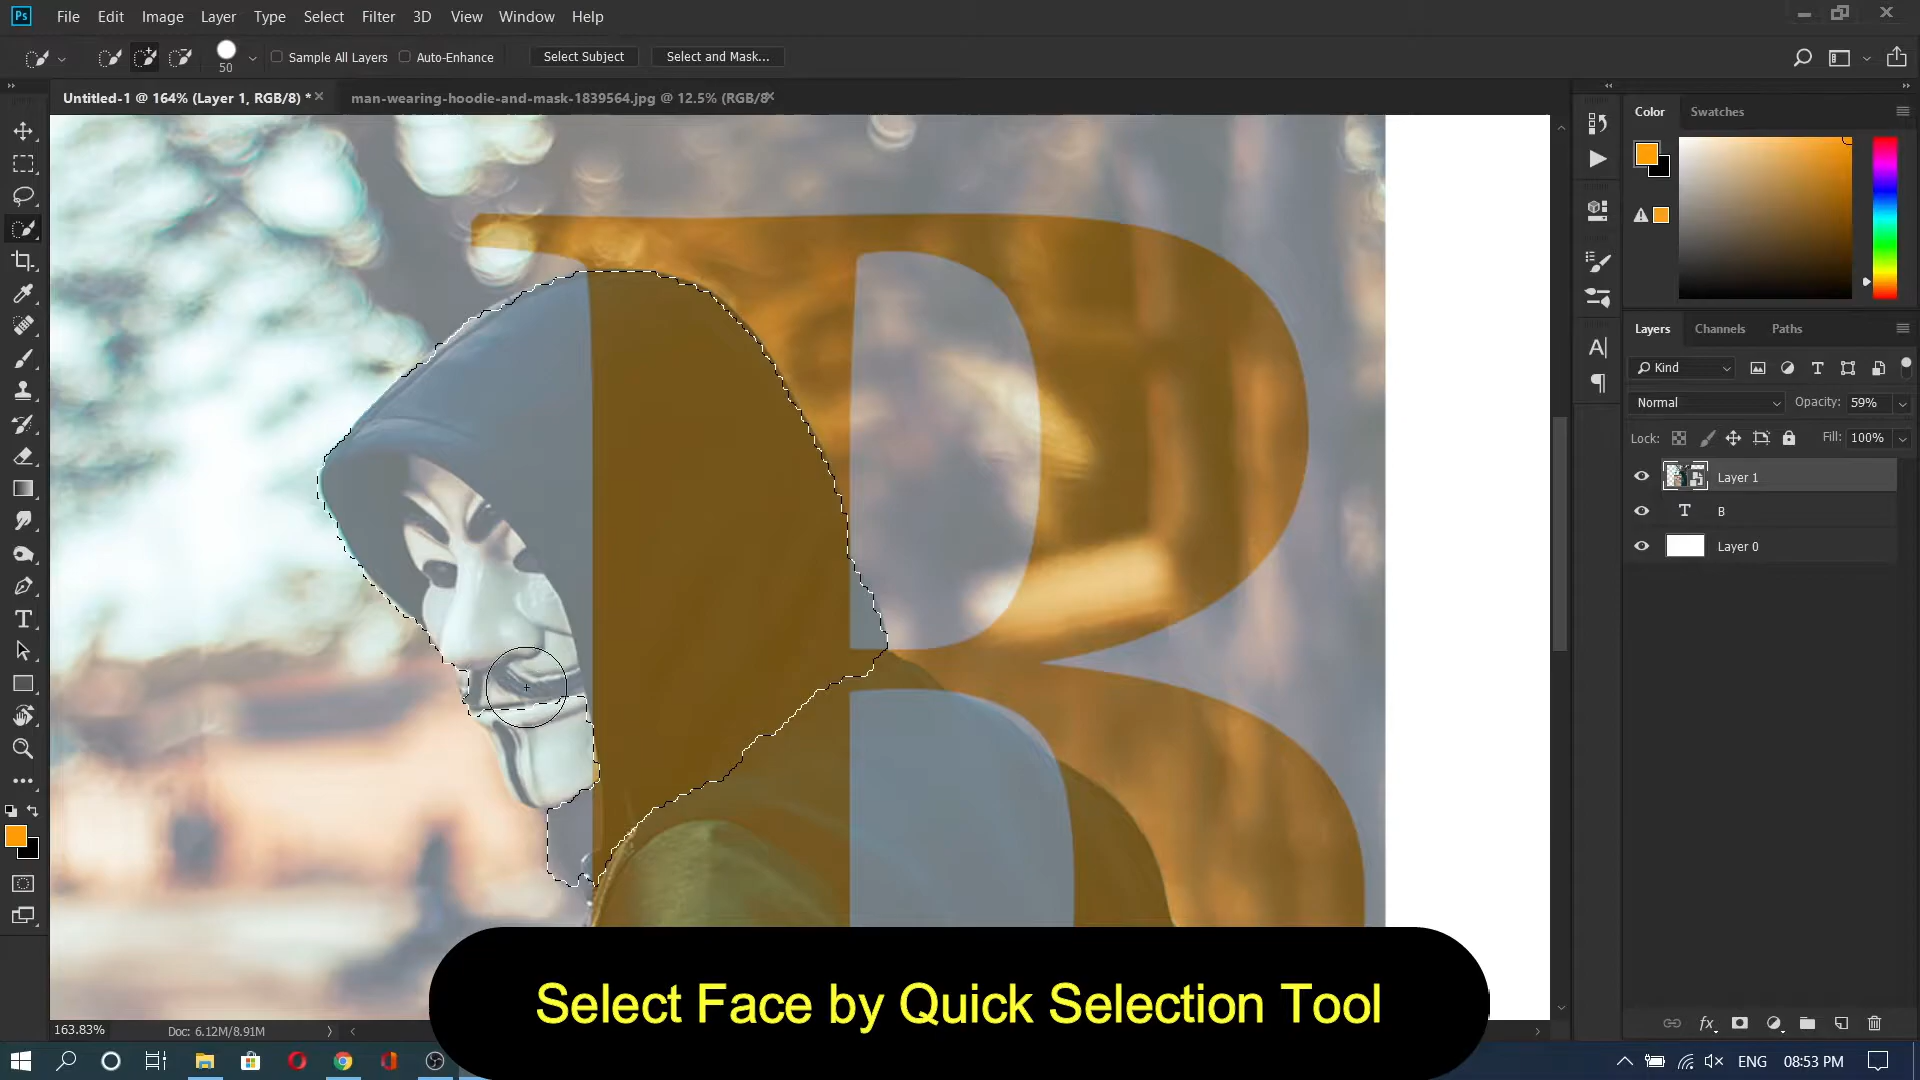 Ps File Edit Image Layer Type Select Filter 3D View Window Help
50 Sample All Layers Auto-Enhance Select Subject Select and Mask...
Untitled-1 @ 164% (Layer 1, RGB/8) * man-wearing-hoodie-and-mask-1839564.jpg @ 12.5% (RGB/8*
Color Swatches
B
Layers Channels Paths
Kind
Normal Opacity: 59%
Lock: Fill: 100%
Layer 1
B
Layer 0
Select Face by Quick Selection Tool
163.83% Doc: 6.12M/8.91M
ENG 08:53 PM